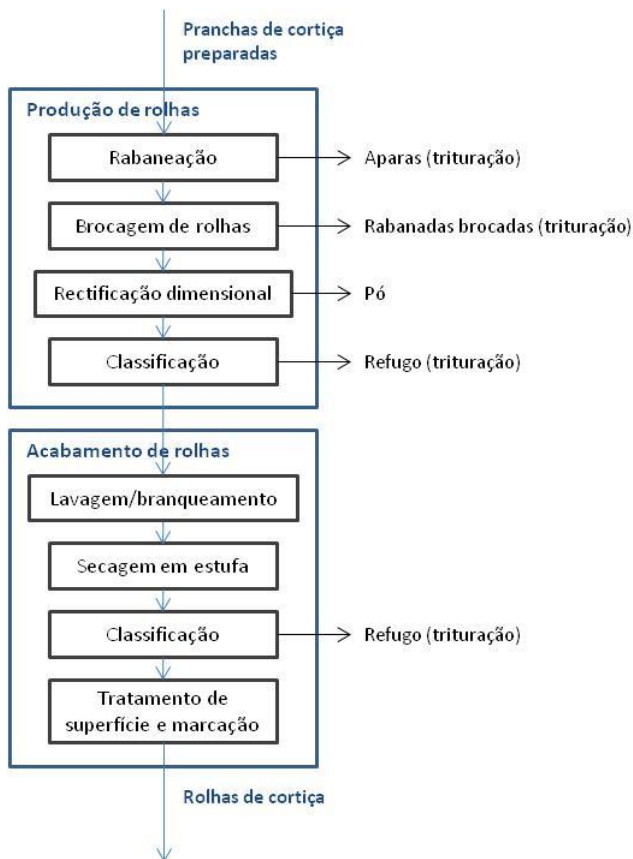 Pranchas de cortiça
preparadas
Produção de rolhas
Rabaneação
Aparas (trituração)
Brocagem de rolhas
Rabanadas brocadas (trituração)
Rectificação dimensional
Pó
Classificação
Refugo (trituração)
Acabamento de rolhas
Lavagem/branqueamento
Secagem em estufa
Classificação
Refugo (trituração)
Tratamento de
superfície e marcação
Rolhas de cortiça